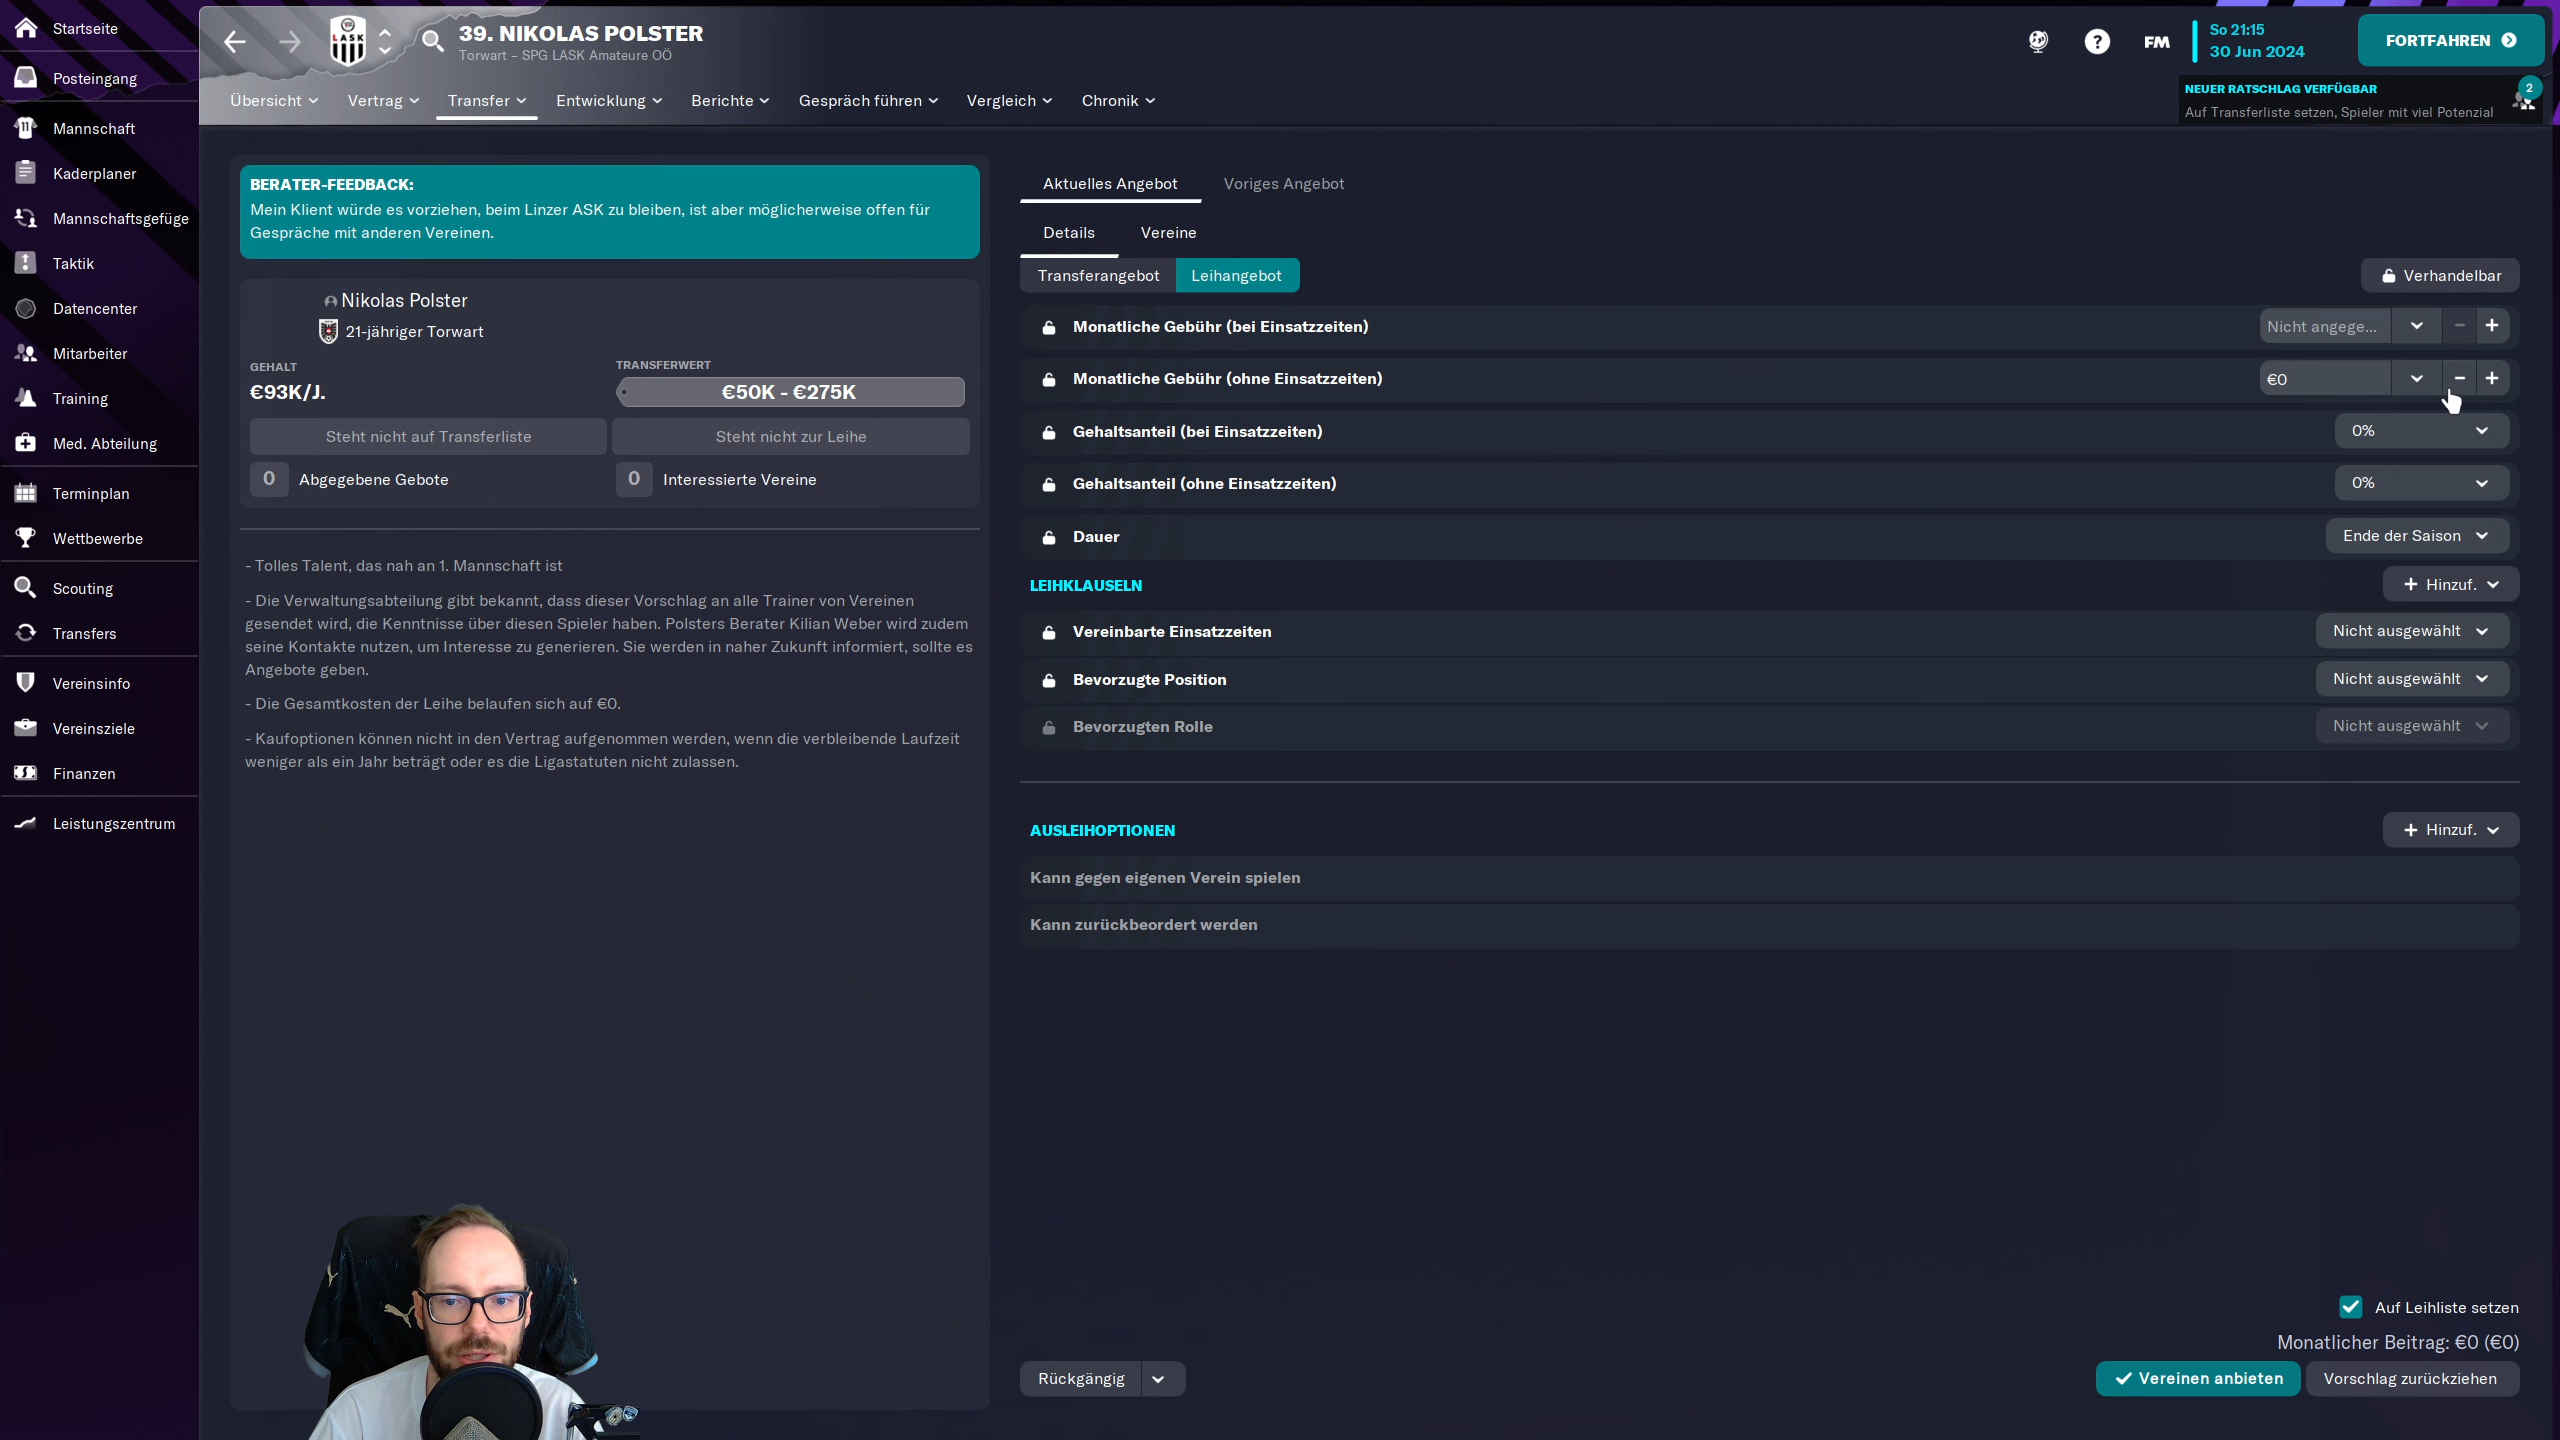 Startseite
Posteingang
Mannschaft
Kaderplaner
Mannschaftsgefüge
Taktik
Datencenter
Mitarbeiter
Training
Med. Abteilung
Terminplan
Wettbewerbe
Scouting
Transfers
Vereinsinfo
Vereinsziele
Finanzen
Leistungszentrum
LASK
39. NIKOLAS POLSTER
Torwart – SPG LASK Amateure OÖ
FM
So 21:15
30 Jun 2024
FORTFAHREN
Übersicht
Vertrag
Transfer
Entwicklung
Berichte
Gespräch führen
Vergleich
Chronik
NEUER RATSCHLAG VERFÜGBAR
Auf Transferliste setzen, Spieler mit viel Potenzial
2
BERATER-FEEDBACK:
Mein Klient würde es vorziehen, beim Linzer ASK zu bleiben, ist aber möglicherweise offen für
Gespräche mit anderen Vereinen.
Nikolas Polster
21-jähriger Torwart
GEHALT
€93K/J.
TRANSFERWERT
€50K - €275K
Steht nicht auf Transferliste
Steht nicht zur Leihe
0 Abgegebene Gebote
0 Interessierte Vereine
- Tolles Talent, das nah an 1. Mannschaft ist
- Die Verwaltungsabteilung gibt bekannt, dass dieser Vorschlag an alle Trainer von Vereinen
gesendet wird, die Kenntnisse über diesen Spieler haben. Polsters Berater Kilian Weber wird zudem
seine Kontakte nutzen, um Interesse zu generieren. Sie werden in naher Zukunft informiert, sollte es
Angebote geben.
- Die Gesamtkosten der Leihe belaufen sich auf €0.
- Kaufoptionen können nicht in den Vertrag aufgenommen werden, wenn die verbleibende Laufzeit
weniger als ein Jahr beträgt oder es die Ligastatuten nicht zulassen.
Aktuelles Angebot
Voriges Angebot
Details
Vereine
Transferangebot
Leihangebot
Verhandelbar
Monatliche Gebühr (bei Einsatzzeiten)
Nicht angege...
Monatliche Gebühr (ohne Einsatzzeiten)
€0
Gehaltsanteil (bei Einsatzzeiten)
0%
Gehaltsanteil (ohne Einsatzzeiten)
0%
Dauer
Ende der Saison
LEIHKLAUSELN
+ Hinzuf.
Vereinbarte Einsatzzeiten
Nicht ausgewählt
Bevorzugte Position
Nicht ausgewählt
Bevorzugten Rolle
Nicht ausgewählt
AUSLEIHOPTIONEN
+ Hinzuf.
Kann gegen eigenen Verein spielen
Kann zurückbeordert werden
Auf Leihliste setzen
Monatlicher Beitrag: €0 (€0)
Rückgängig
Vereinen anbieten
Vorschlag zurückziehen